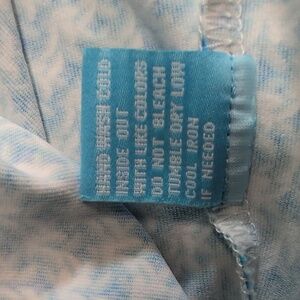 HAND WASH COLD
INSIDE OUT
WITH LIKE COLORS
DO NOT BLEACH
TUMBLE DRY LOW
COOL IRON
IF NEEDED